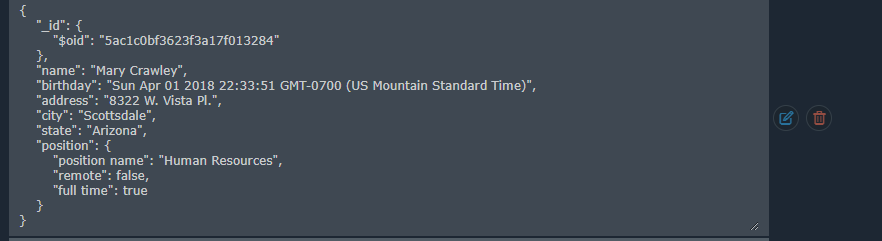 {
"_id": {
"$oid": "5ac1c0bf3623f3a17f013284"
},
"name": "Mary Crawley",
"birthday": "Sun Apr 01 2018 22:33:51 GMT-0700 (US Mountain Standard Time)",
"address": "8322 W. Vista Pl.",
"city": "Scottsdale",
"state": "Arizona",
"position": {
"position name": "Human Resources",
"remote": false,
"full time": true
}
}